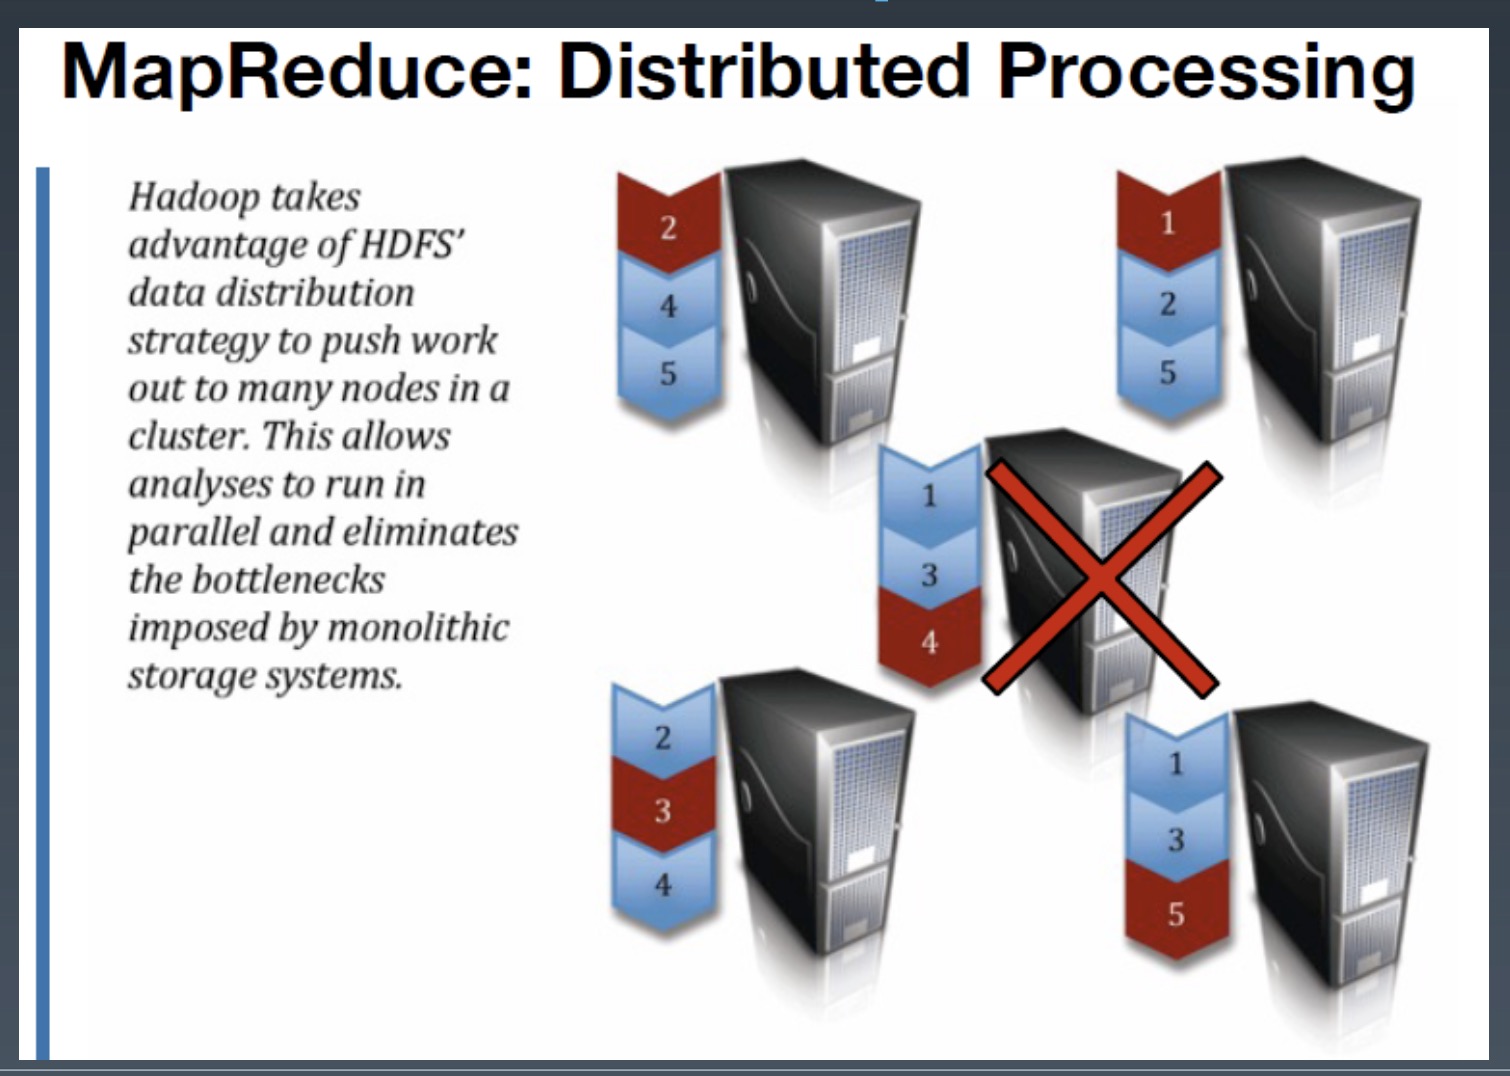 MapReduce: Distributed Processing
Hadoop takes
advantage of HDFS’
data distribution
strategy to push work
out to many nodes in a
cluster. This allows
analyses to run in
parallel and eliminates
the bottlenecks
imposed by monolithic
storage systems.
2
4
5
1
2
5
1
3
4
2
3
4
1
3
5